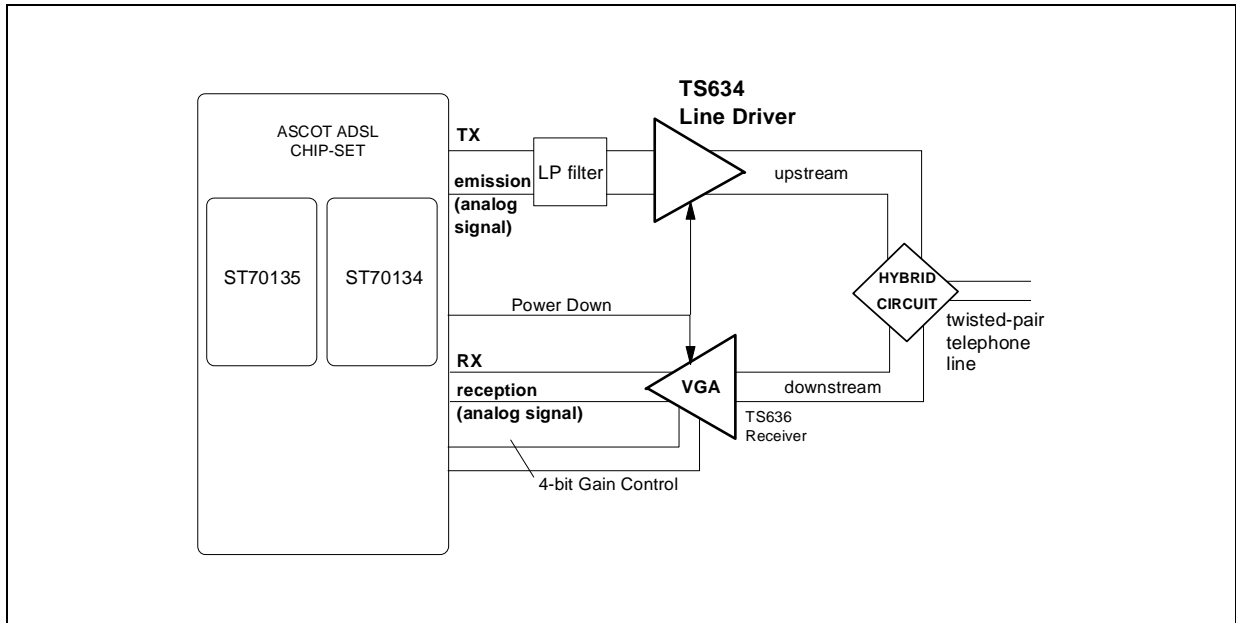 TS634
Line Driver
ASCOT ADSL
CHIP-SET
TX
LP filter
emission
(analog
signal)
upstream
ST70135
ST70134
HYBRID
CIRCUIT
Power Down
twisted-pair
telephone
line
RX
reception
(analog signal)
VGA
downstream
TS636
Receiver
4-bit Gain Control